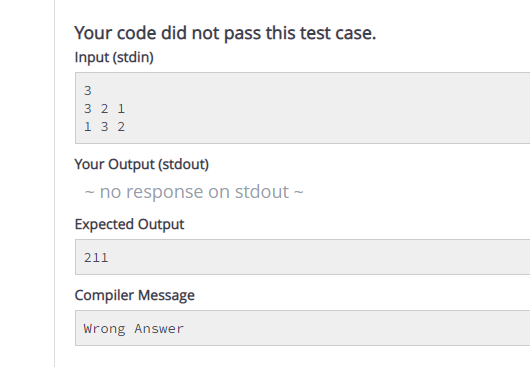 Your code did not pass this test case.
Input (stdin)
3
3 2 1
1 3 2
Your Output (stdout)
~ no response on stdout ~
Expected Output
211
Compiler Message
Wrong Answer